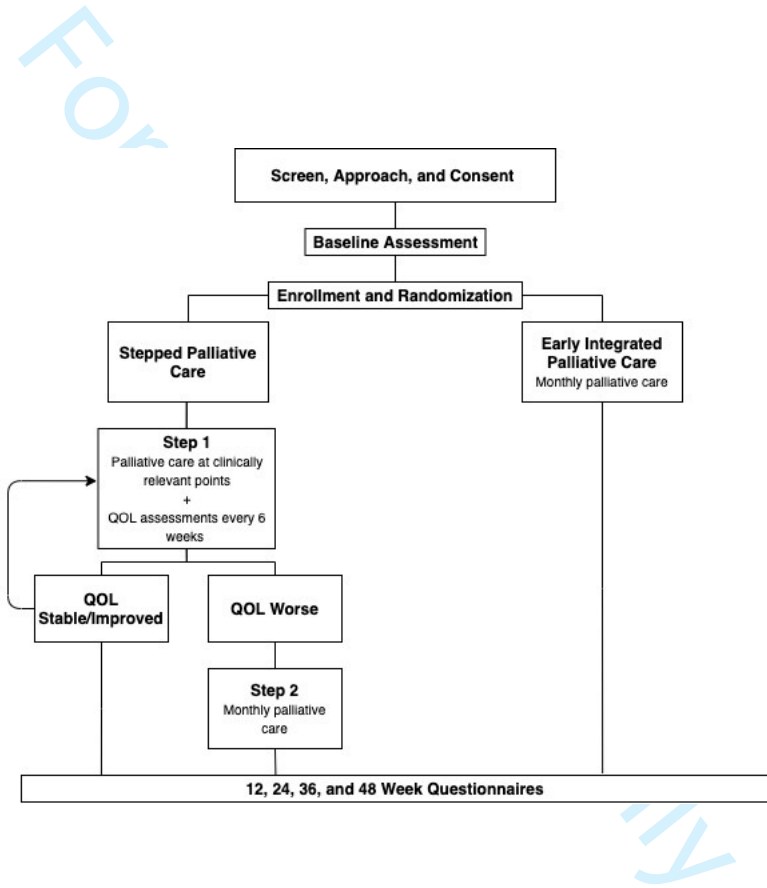 For
Screen, Approach, and Consent
Baseline Assessment
Enrollment and Randomization
Stepped Palliative
Care
Early Integrated
Palliative Care
Monthly palliative care
Step 1
Palliative care at clinically
relevant points
+
QOL assessments every 6
weeks
QOL
Stable/Improved
QOL Worse
Step 2
Monthly palliative
care
12, 24, 36, and 48 Week Questionnaires